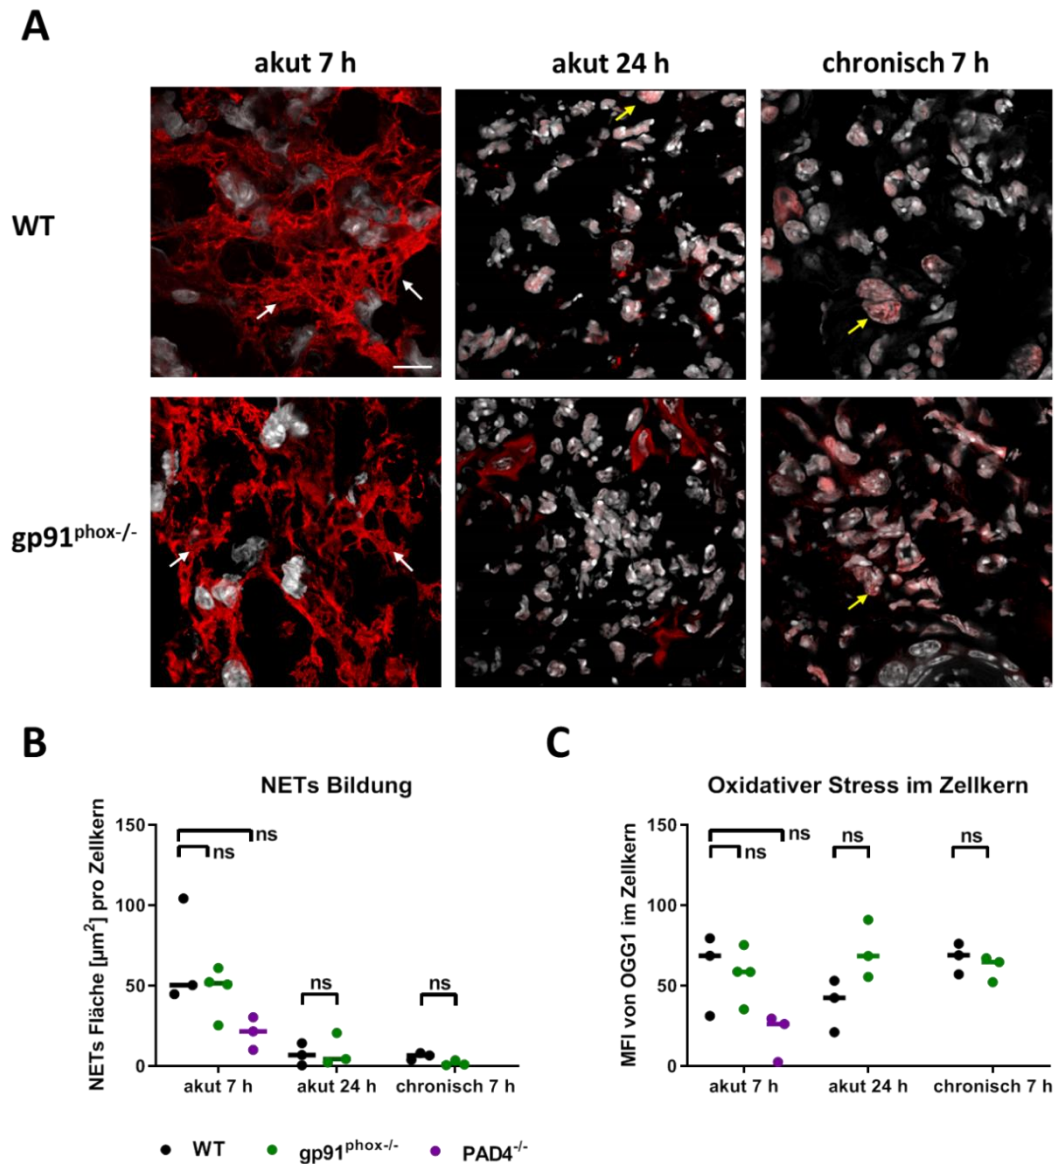 A
akut 7 h
akut 24 h
chronisch 7 h
WT
gp91phox-/-
B
C
NETs Bildung
NETs Fläche [µm2] pro Zellkern
150
100
50
0
ns
ns
ns
ns
akut 7 h
akut 24 h
chronisch 7 h
Oxidativer Stress im Zellkern
MFI von OGG1 im Zellkern
150
100
50
0
ns
ns
ns
ns
akut 7 h
akut 24 h
chronisch 7 h
WT
gp91phox-/-
PAD4-/-